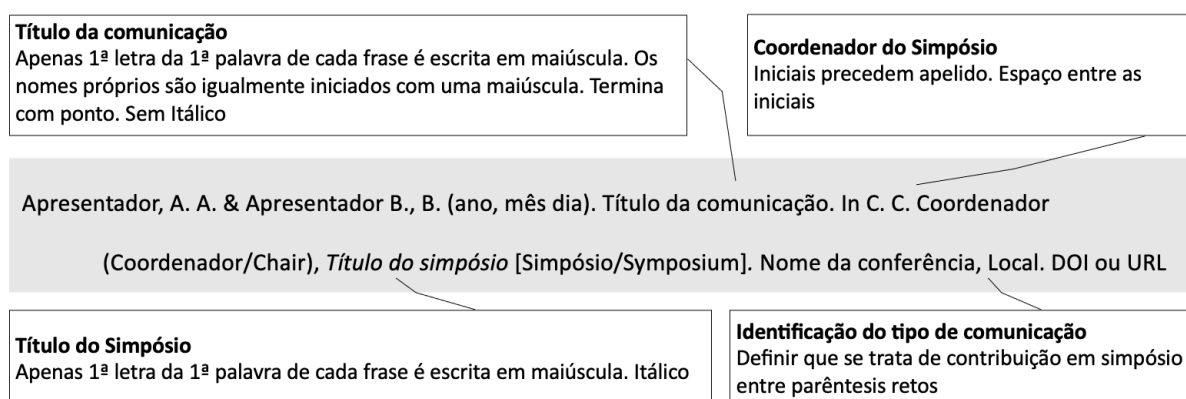 Título da comunicação
Apenas 1ª letra da 1ª palavra de cada frase é escrita em maiúscula. Os
nomes próprios são igualmente iniciados com uma maiúscula. Termina
com ponto. Sem Itálico
Coordenador do Simpósio
Iniciais precedem apelido. Espaço entre as
iniciais
Apresentador, A. A. & Apresentador B., B. (ano, mês dia). Título da comunicação. In C. C. Coordenador
(Coordenador/Chair), Título do simpósio [Simpósio/Symposium]. Nome da conferência, Local. DOI ou URL
Título do Simpósio
Apenas 1ª letra da 1ª palavra de cada frase é escrita em maiúscula. Itálico
Identificação do tipo de comunicação
Definir que se trata de contribuição em simpósio
entre parêntesis retos